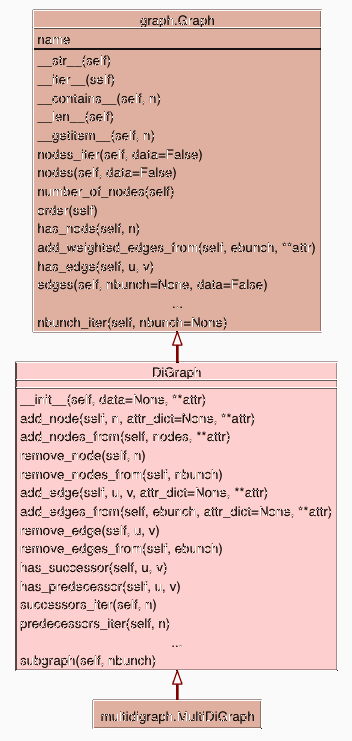 graph.Graph
name
__str__(self)
__iter__(self)
__contains__(self, n)
__len__(self)
__getitem__(self, n)
nodes_iter(self, data=False)
nodes(self, data=False)
number_of_nodes(self)
order(self)
has_node(self, n)
add_weighted_edges_from(self, ebunch, **attr)
has_edge(self, u, v)
edges(self, nbunch=None, data=False)
...
nbunch_iter(self, nbunch=None)
DiGraph
__init__(self, data=None, **attr)
add_node(self, n, attr_dict=None, **attr)
add_nodes_from(self, nodes, **attr)
remove_node(self, n)
remove_nodes_from(self, nbunch)
add_edge(self, u, v, attr_dict=None, **attr)
add_edges_from(self, ebunch, attr_dict=None, **attr)
remove_edge(self, u, v)
remove_edges_from(self, ebunch)
has_successor(self, u, v)
has_predecessor(self, u, v)
successors_iter(self, n)
predecessors_iter(self, n)
...
subgraph(self, nbunch)
multidigraph.MultiDiGraph